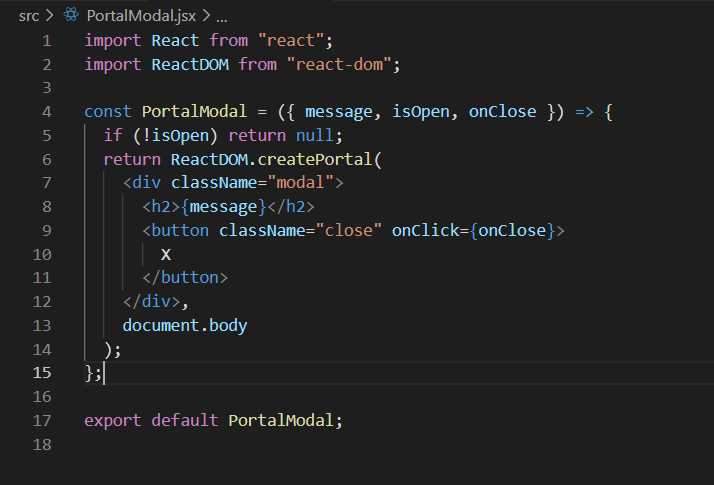 src > PortalModal.jsx > ...
1 import React from "react";
2 import ReactDOM from "react-dom";
3
4 const PortalModal = ({ message, isOpen, onClose }) => {
5   if (!isOpen) return null;
6   return ReactDOM.createPortal(
7     <div className="modal">
8       <h2>{message}</h2>
9       <button className="close" onClick={onClose}>
10         X
11       </button>
12     </div>,
13     document.body
14   );
15 };
16
17 export default PortalModal;
18